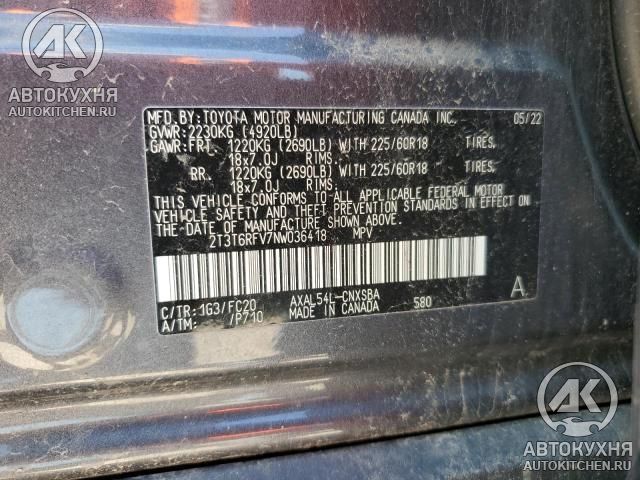 AK
АВТОКУХНЯ
AUTOKITCHEN.RU
MFD.BY:TOYOTA MOTOR MANUFACTURING CANADA INC. 05/22
GVWR:2230KG (4920LB)
GAWR:FRT. 1220KG (2690LB) WITH 225/60R18 TIRES,
18x7.0J RIMS,
RR. 1220KG (2690LB) WITH 225/60R18 TIRES,
18x7.0J RIMS.
THIS VEHICLE CONFORMS TO ALL APPLICABLE FEDERAL MOTOR
VEHICLE SAFETY AND THEFT PREVENTION STANDARDS IN EFFECT ON
THE DATE OF MANUFACTURE SHOWN ABOVE.
2T3T6RFV7NW036418 MPV
C/TR:1G3/FC20 AXAL54L-CNXSBA 580 A
A/TM: /P710 MADE IN CANADA
AK
АВТОКУХНЯ
AUTOKITCHEN.RU